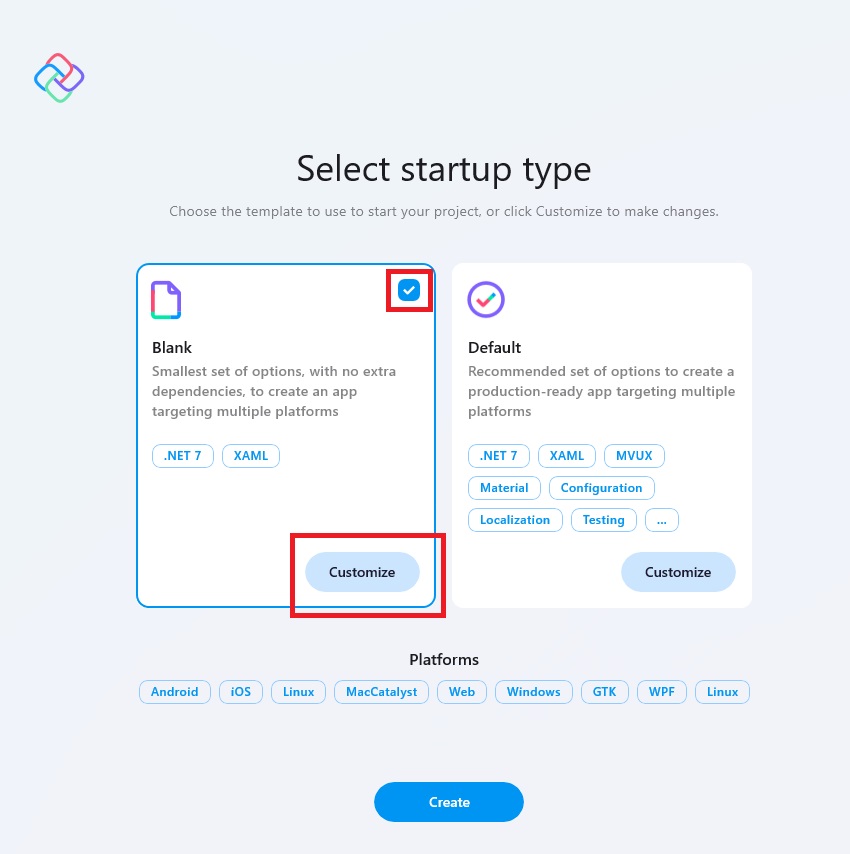 Select startup type
Choose the template to use to start your project, or click Customize to make changes.
Blank
Smallest set of options, with no extra
dependencies, to create an app
targeting multiple platforms
.NET 7 XAML
Customize
Default
Recommended set of options to create a
production-ready app targeting multiple
platforms
.NET 7 XAML MVUX
Material Configuration
Localization Testing ...
Customize
Platforms
Android iOS Linux MacCatalyst Web Windows GTK WPF Linux
Create